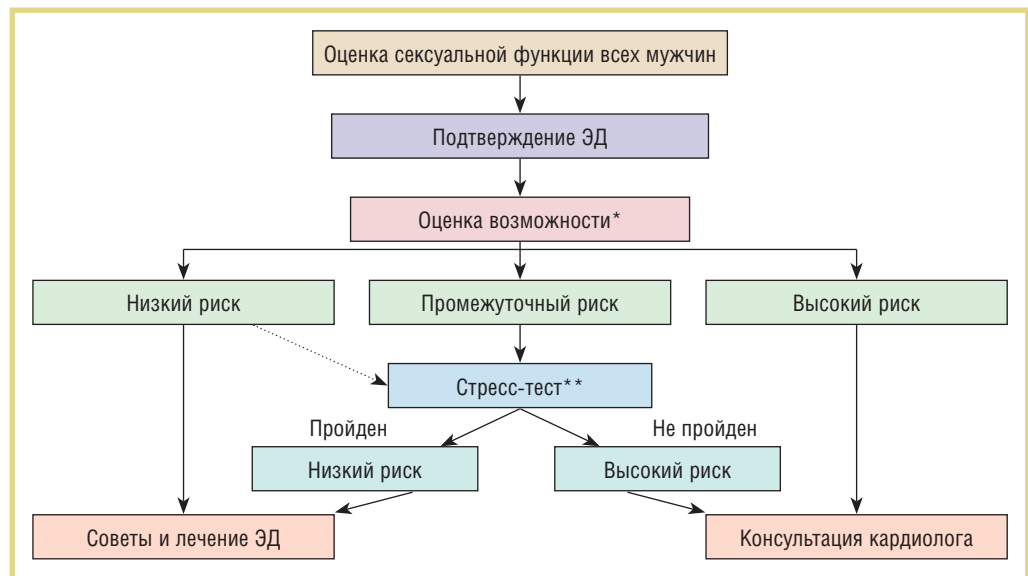 Оценка сексуальной функции всех мужчин
Подтверждение ЭД
Оценка возможности*
Низкий риск
Промежуточный риск
Высокий риск
Стресс-тест**
Пройден
Не пройден
Низкий риск
Высокий риск
Советы и лечение ЭД
Консультация кардиолога